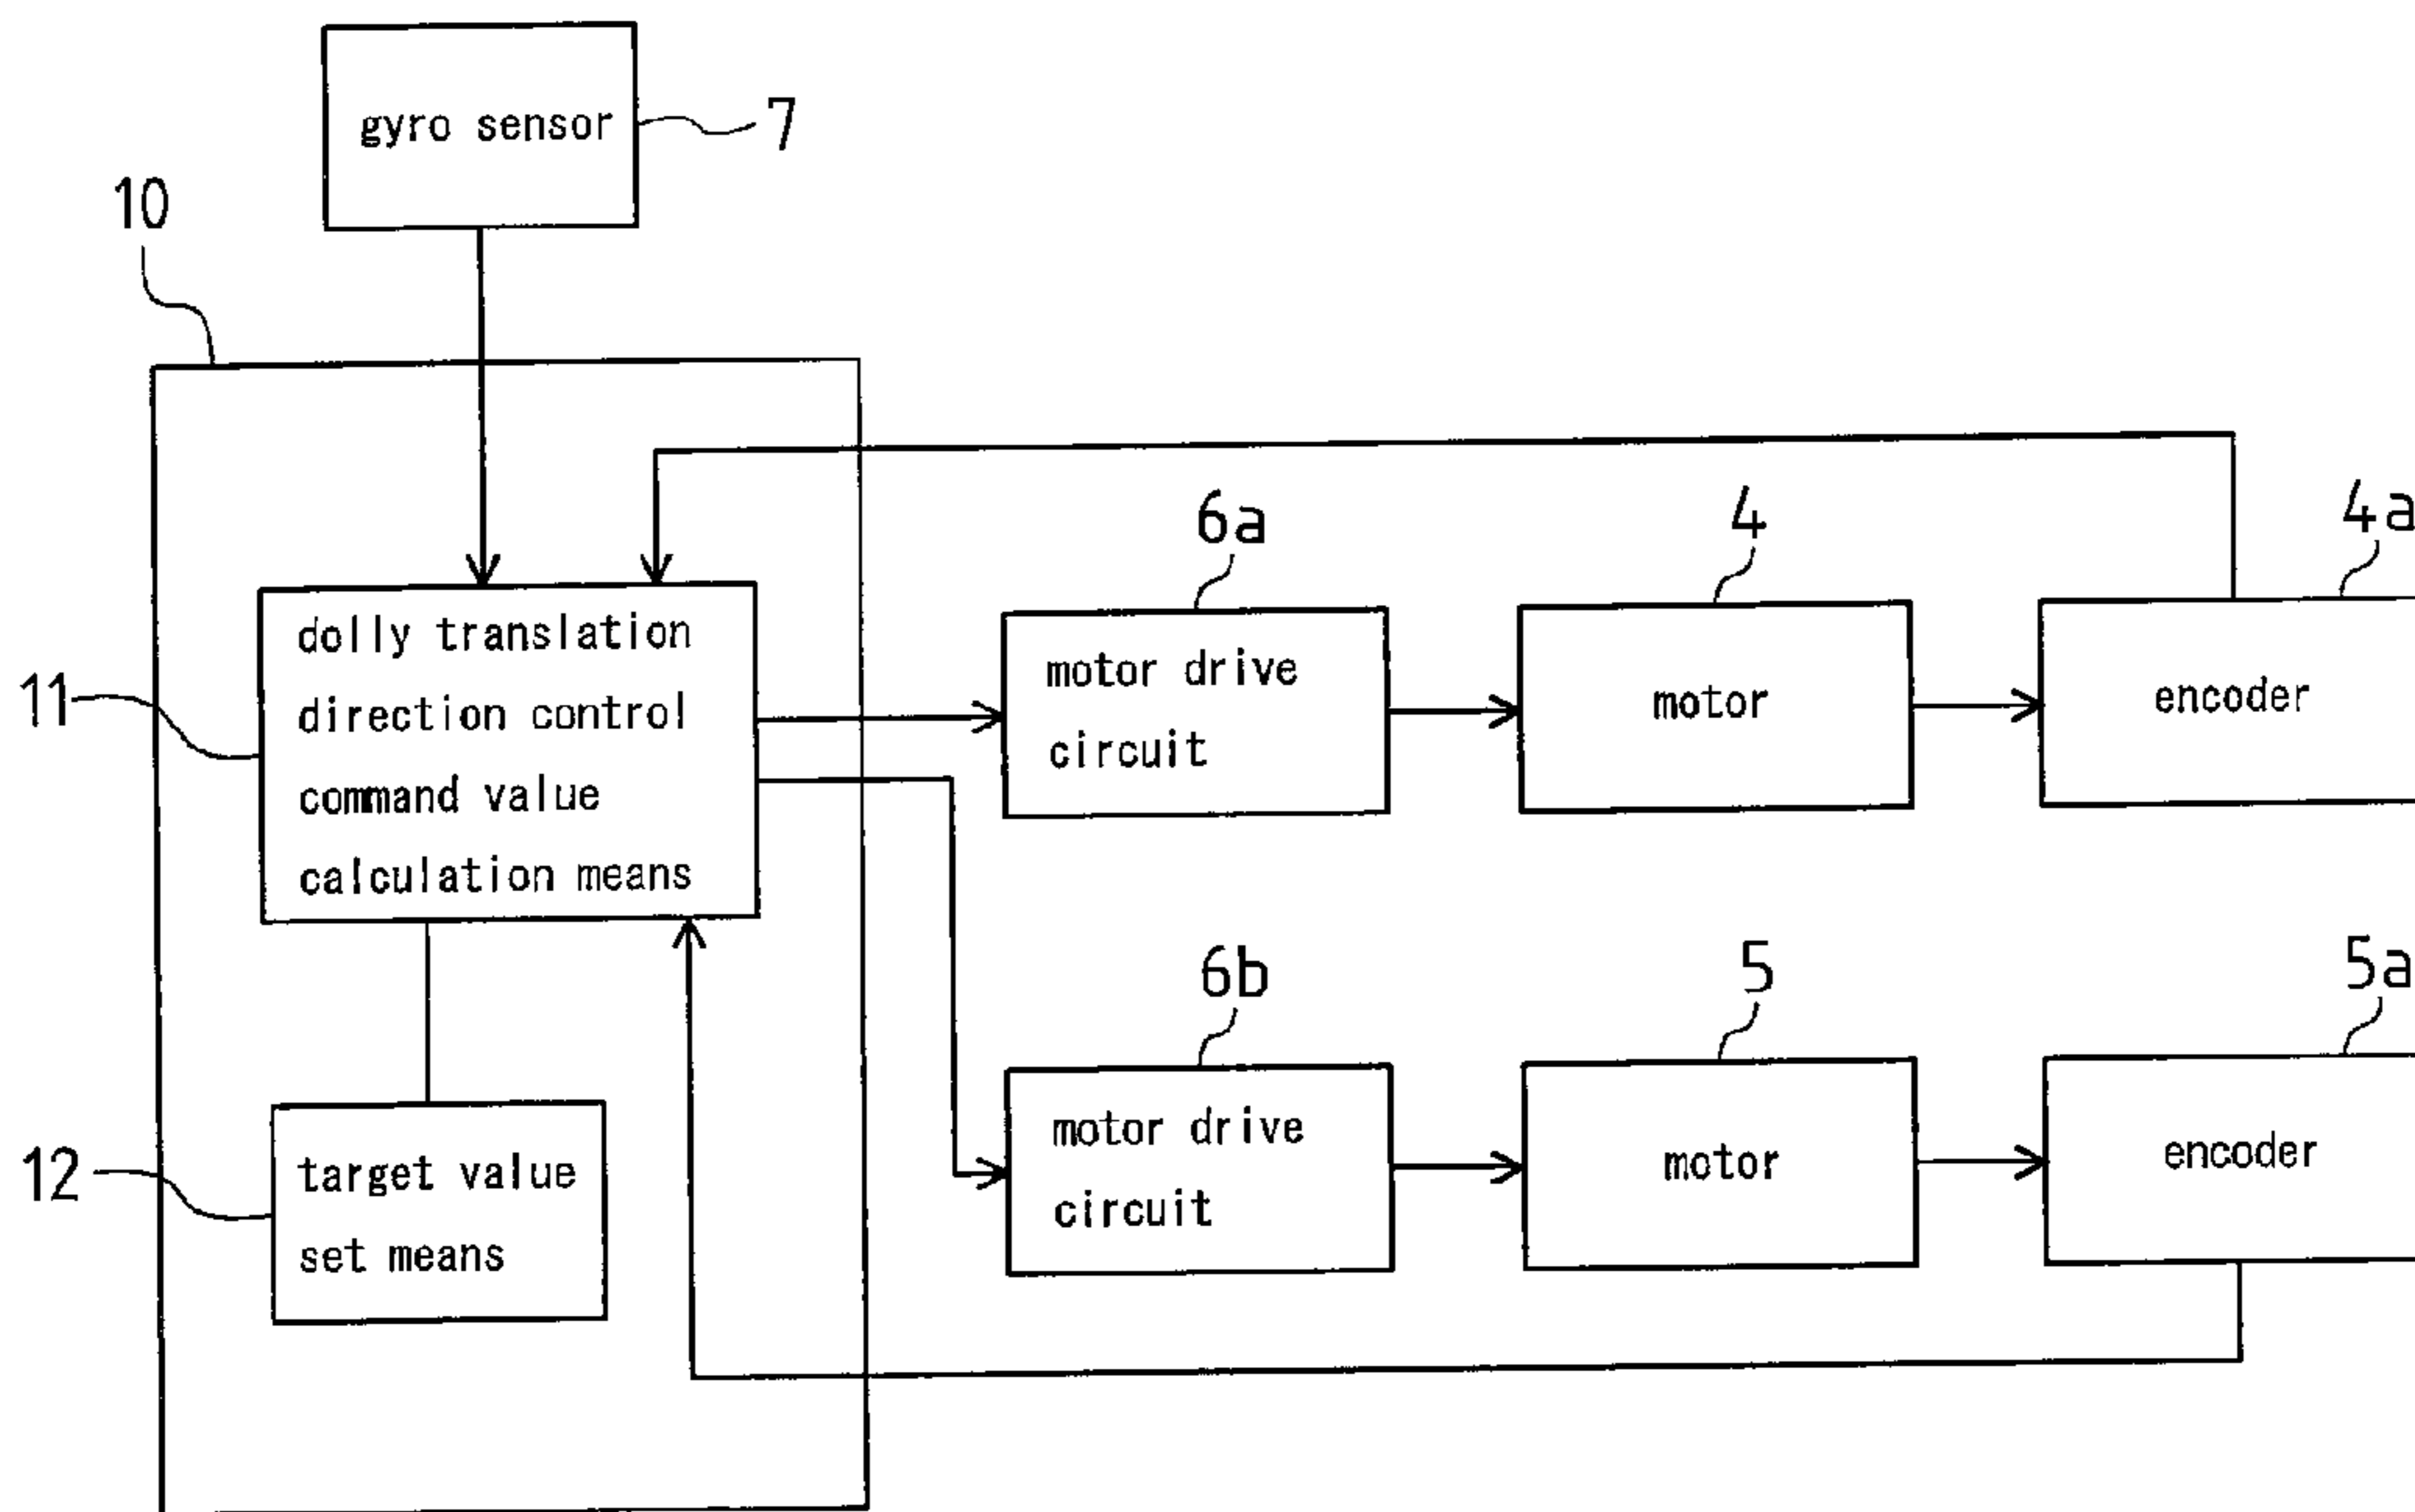 gyro sensor
7
10
6a
4
4a
dolly translation
direction control
command value
calculation means
11
motor drive
circuit
motor
encoder
6b
5
5a
12
target value
set means
motor drive
circuit
motor
encoder